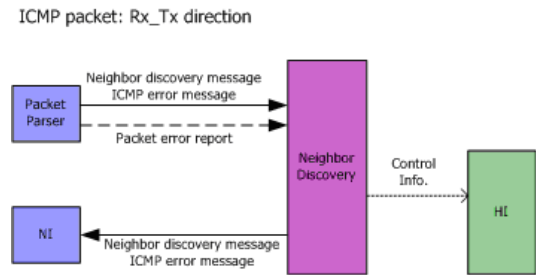 ICMP packet: Rx_Tx direction
Neighbor discovery message
ICMP error message
Packet
Parser
Packet error report
Neighbor
Discovery
Control
Info.
HI
NI
Neighbor discovery message
ICMP error message